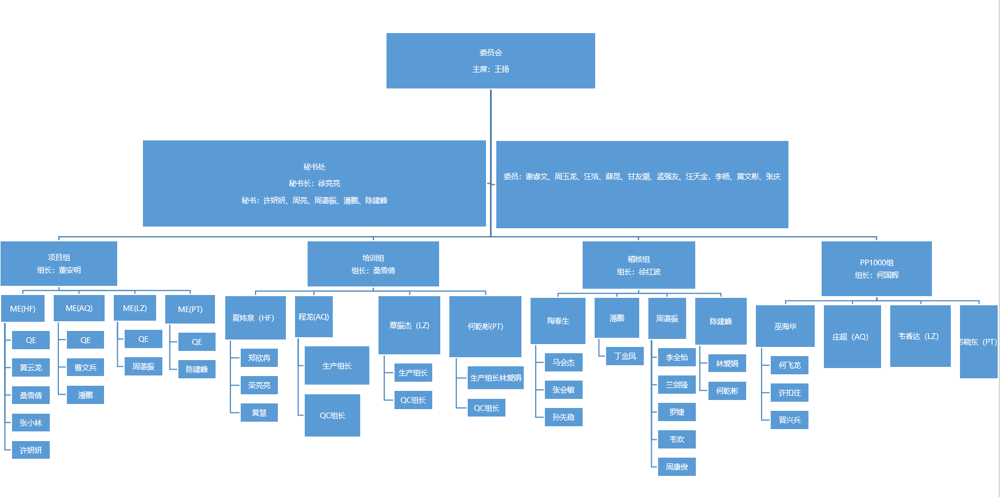 委员会
主席：王扬
秘书处
秘书长：徐亮亮
秘书：许妍妍、周亮、周蔼振、潘鹏、陈建峰
委员：谢睿文、周玉龙、汪浩、薛昆、甘友潮、孟强友、汪天金，李杨、黄文彬、张庆
项目组
组长：董安明
培训组
组长：桑雪倩
稽核组
组长：徐红波
PP1000组
组长：何国辉
ME(HF)
QE
黄云龙
桑雪倩
张小林
许妍妍
ME(AQ)
QE
曹文兵
潘鹏
ME(LZ)
QE
周蔼振
ME(PT)
QE
陈建峰
夏炜泉（HF）
郑欣冉
荣亮亮
黄慧
程龙(AQ)
生产组长
QC组长
覃振杰（LZ)
生产组长
QC组长
何乾彬(PT)
生产组长林爱娟
QC组长
陶春生
马会杰
张会敏
孙先稳
潘鹏
丁金凤
周蔼振
李全怡
兰剑锋
罗婕
韦欢
周康俊
陈建峰
林爱娟
何乾彬
巫海华
何飞龙
许扣住
晋兴兵
庄超（AQ）
韦香达（LZ）
韦晓东（PT）